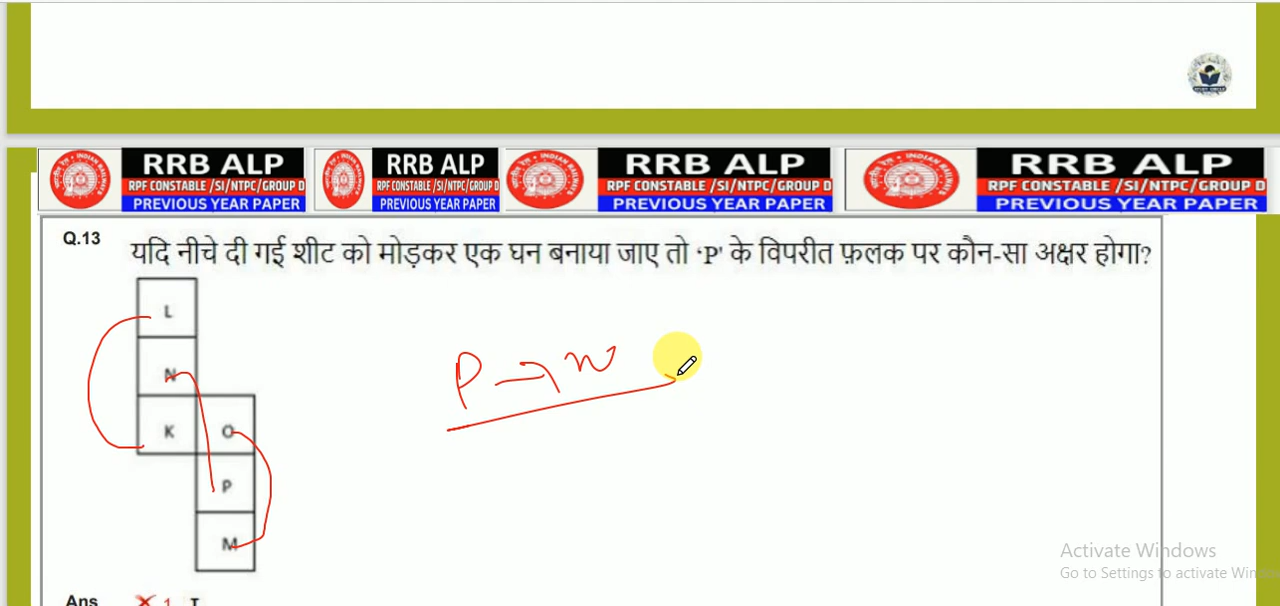 RRB ALP RRB ALP RRB ALP RRB ALP
RPF CONSTABLE /SI/NTPC/GROUP D RPF CONSTABLE /SI/NTPC/GROUP D RPF CONSTABLE /SI/NTPC/GROUP D RPF CONSTABLE /SI/NTPC/GROUP D
PREVIOUS YEAR PAPER PREVIOUS YEAR PAPER PREVIOUS YEAR PAPER PREVIOUS YEAR PAPER
Q.13 यदि नीचे दी गई शीट को मोड़कर एक घन बनाया जाए तो ‘P' के विपरीत फ़लक पर कौन-सा अक्षर होगा?
L
N
K O
P
M
P → N
Activate Windows
Go to Settings to activate Win
Ans